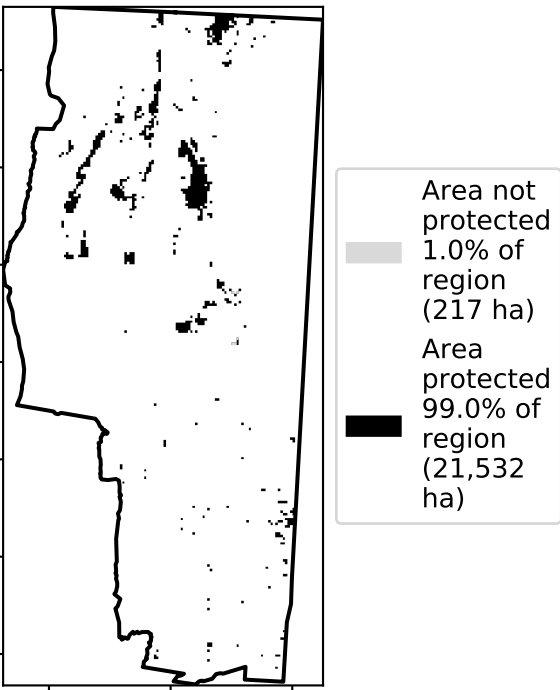 Area not
protected
1.0% of
region
(217 ha)
Area
protected
99.0% of
region
(21,532
ha)